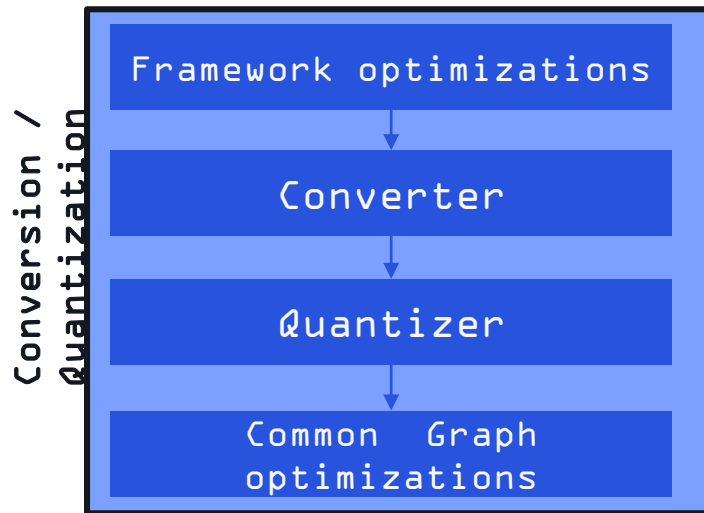 Conversion /
Quantization
Framework optimizations
Converter
Quantizer
Common Graph
optimizations